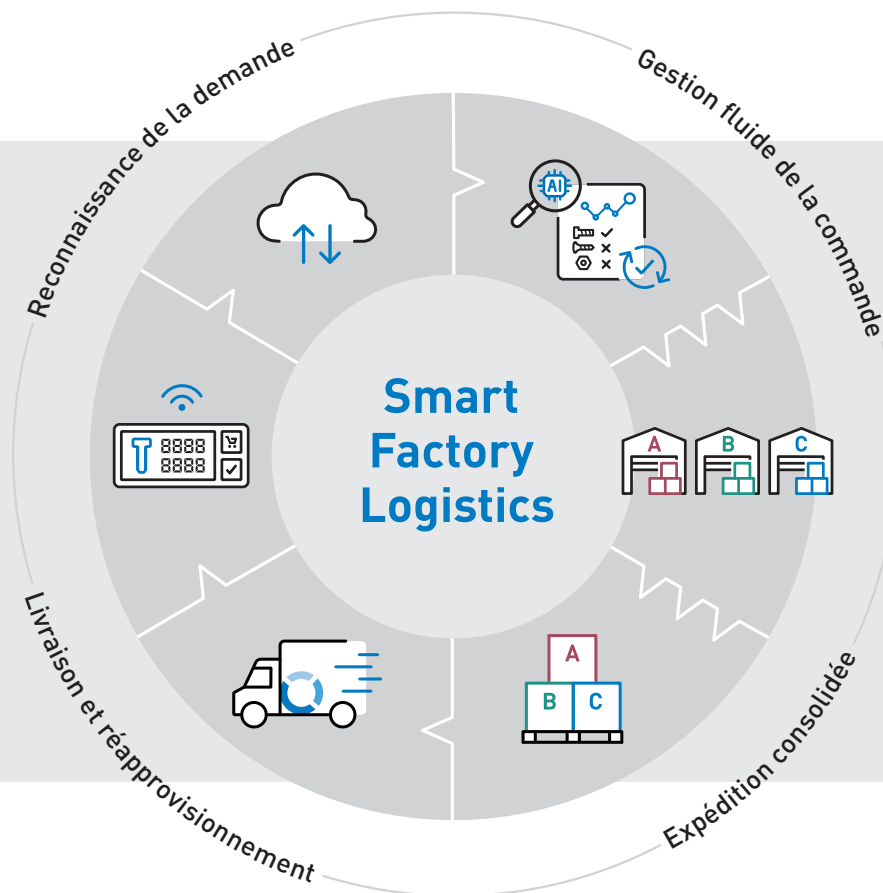 Reconnaissance de la demande
Gestion fluide de la commande
AI
8888
8888
Smart
Factory
Logistics
A
B
C
A
B
C
Livraison et réapprovisionnement
Expédition consolidée